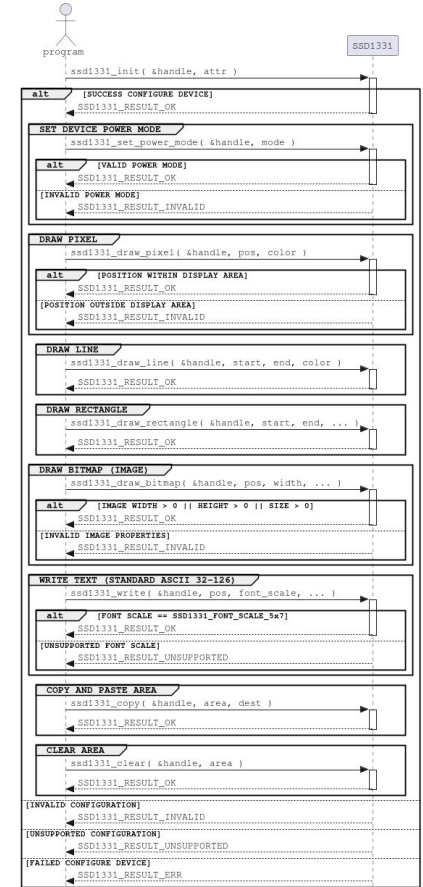 program
SSD1331
ssd1331_init( &handle, attr )
alt [SUCCESS CONFIGURE DEVICE]
SSD1331_RESULT_OK
SET DEVICE POWER MODE
ssd1331_set_power_mode( &handle, mode )
alt [VALID POWER MODE]
SSD1331_RESULT_OK
[INVALID POWER MODE]
SSD1331_RESULT_INVALID
DRAW PIXEL
ssd1331_draw_pixel( &handle, pos, color )
alt [POSITION WITHIN DISPLAY AREA]
SSD1331_RESULT_OK
[POSITION OUTSIDE DISPLAY AREA]
SSD1331_RESULT_INVALID
DRAW LINE
ssd1331_draw_line( &handle, start, end, color )
SSD1331_RESULT_OK
DRAW RECTANGLE
ssd1331_draw_rectangle( &handle, start, end, ... )
SSD1331_RESULT_OK
DRAW BITMAP (IMAGE)
ssd1331_draw_bitmap( &handle, pos, width, ... )
alt [IMAGE WIDTH > 0 || HEIGHT > 0 || SIZE > 0]
SSD1331_RESULT_OK
[INVALID IMAGE PROPERTIES]
SSD1331_RESULT_INVALID
WRITE TEXT (STANDARD ASCII 32-126)
ssd1331_write( &handle, pos, font_scale, ... )
alt [FONT SCALE == SSD1331_FONT_SCALE_5x7]
SSD1331_RESULT_OK
[UNSUPPORTED FONT SCALE]
SSD1331_RESULT_UNSUPPORTED
COPY AND PASTE AREA
ssd1331_copy( &handle, area, dest )
SSD1331_RESULT_OK
CLEAR AREA
ssd1331_clear( &handle, area )
SSD1331_RESULT_OK
[INVALID CONFIGURATION]
SSD1331_RESULT_INVALID
[UNSUPPORTED CONFIGURATION]
SSD1331_RESULT_UNSUPPORTED
[FAILED CONFIGURE DEVICE]
SSD1331_RESULT_ERR